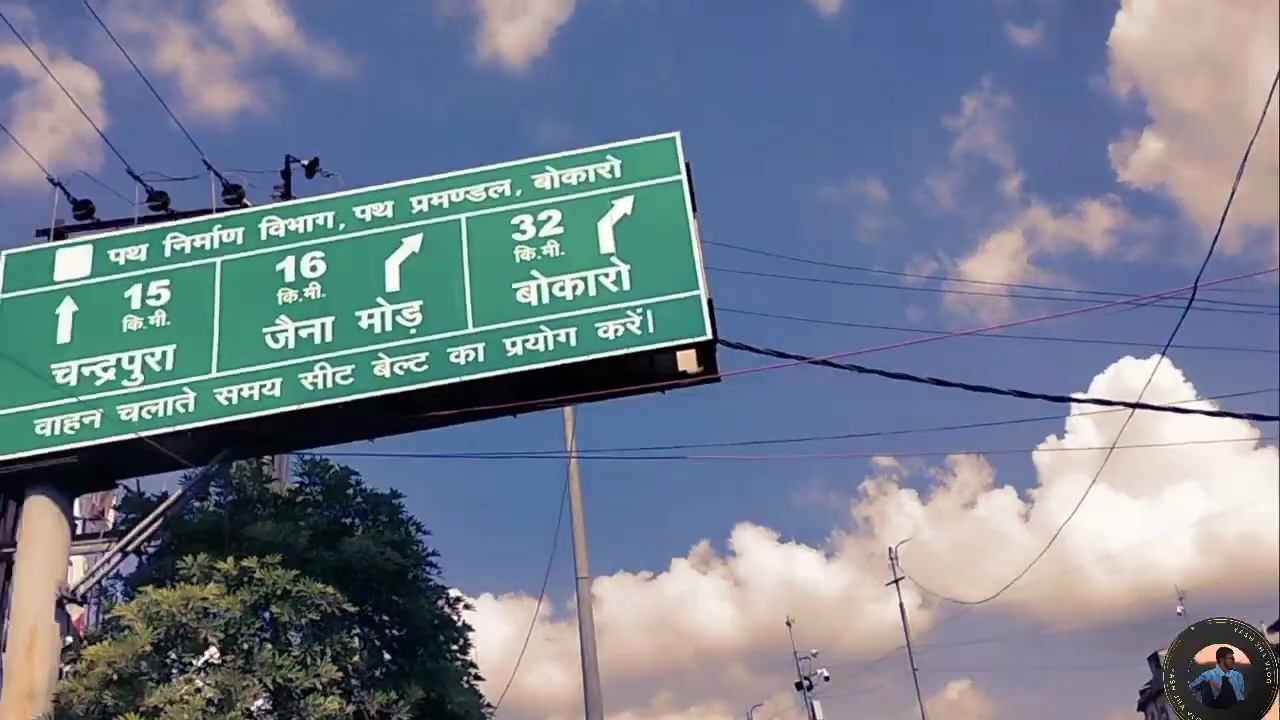 पथ निर्माण विभाग, पथ प्रमण्डल, बोकारो
15
कि.मी.
चन्द्रपुरा
16
कि.मी.
जैना मोड़
32
कि.मी.
बोकारो
वाहन चलाते समय सीट बेल्ट का प्रयोग करें।